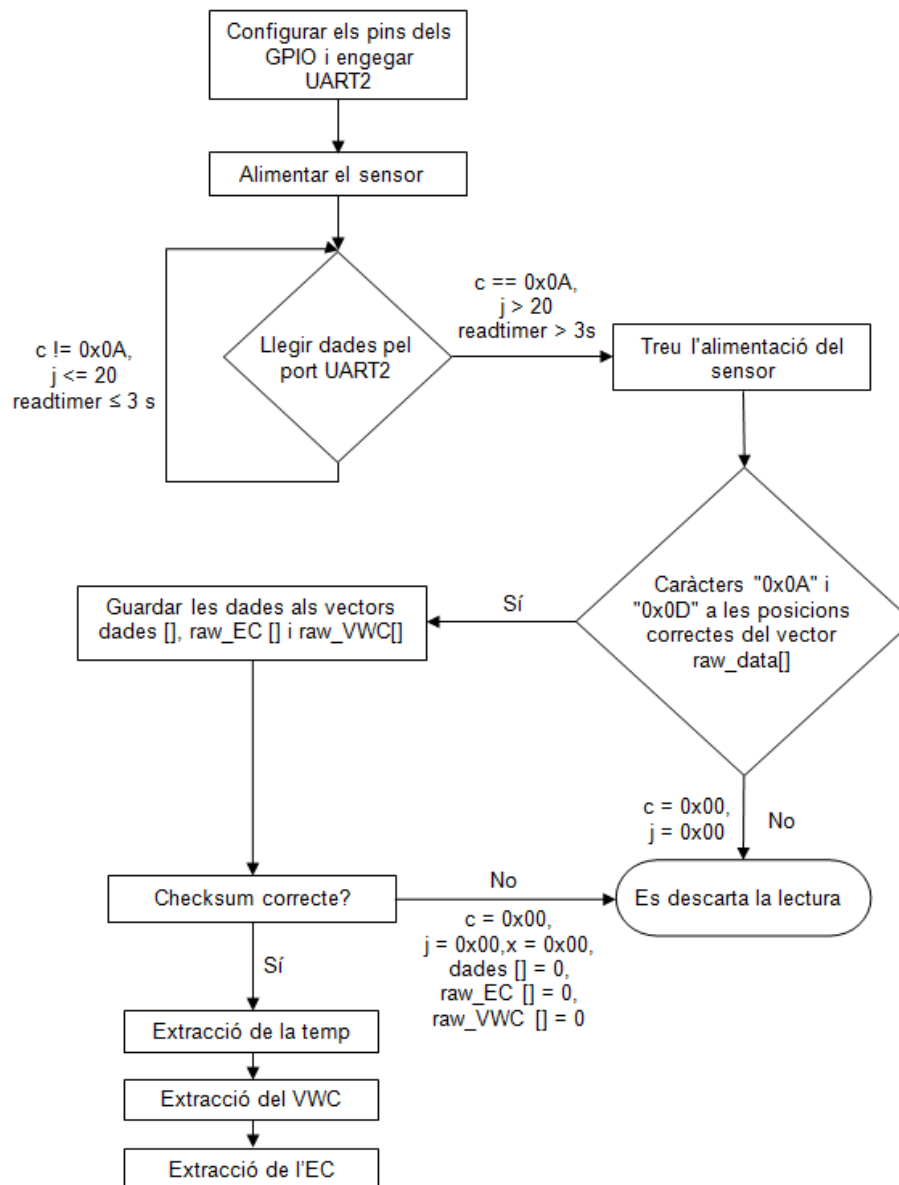 Configurar els pins dels
GPIO i engegar
UART2
Alimentar el sensor
c == 0x0A,
j > 20
readtimer > 3s
c != 0x0A,
j <= 20
readtimer ≤ 3 s
Llegir dades pel
port UART2
Treu l'alimentació del
sensor
Caràcters "0x0A" i
"0x0D" a les posicions
correctes del vector
raw_data[]
Sí
Guardar les dades als vectors
dades [], raw_EC [] i raw_VWC[]
c = 0x00,
j = 0x00
No
Es descarta la lectura
Checksum correcte?
No
c = 0x00,
j = 0x00,x = 0x00,
dades [] = 0,
raw_EC [] = 0,
raw_VWC [] = 0
Sí
Extracció de la temp
Extracció del VWC
Extracció de l'EC